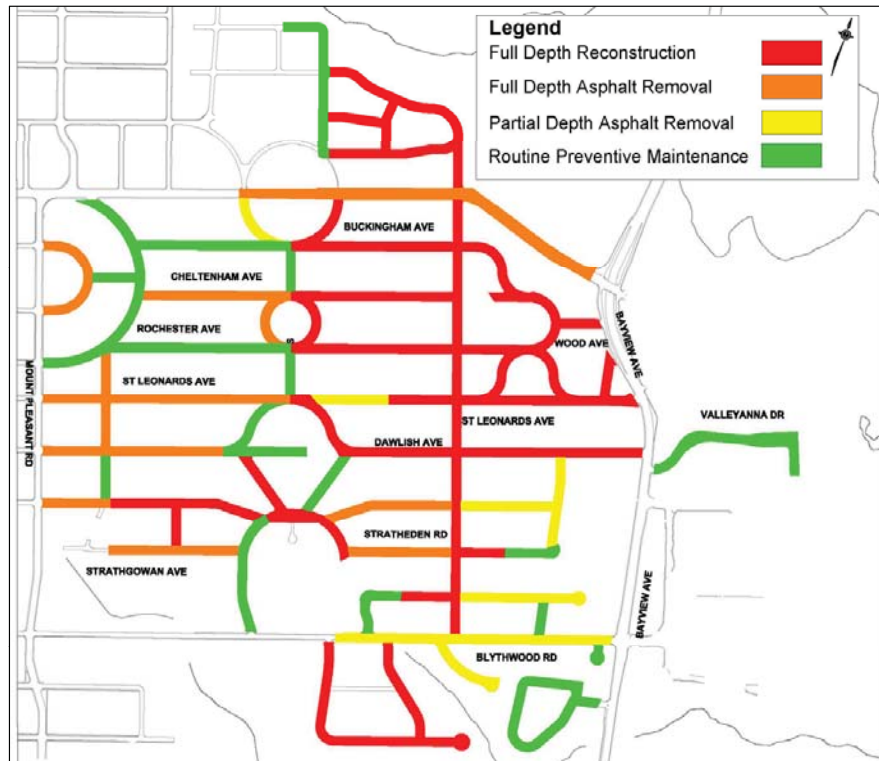 Legend
Full Depth Reconstruction
Full Depth Asphalt Removal
Partial Depth Asphalt Removal
Routine Preventive Maintenance
BUCKINGHAM AVE
CHELTENHAM AVE
ROCHESTER AVE
S
WOOD AVE
BAYVIEW AVE
MOUNT PLEASANT RD
ST LEONARDS AVE
ST LEONARDS AVE
VALLEYANNA DR
DAWLISH AVE
STRATHEDEN RD
STRATHGOWAN AVE
BAYVIEW AVE
BLYTHWOOD RD